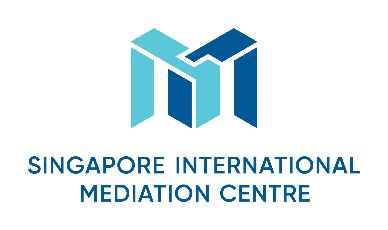 SINGAPORE INTERNATIONAL
MEDIATION CENTRE